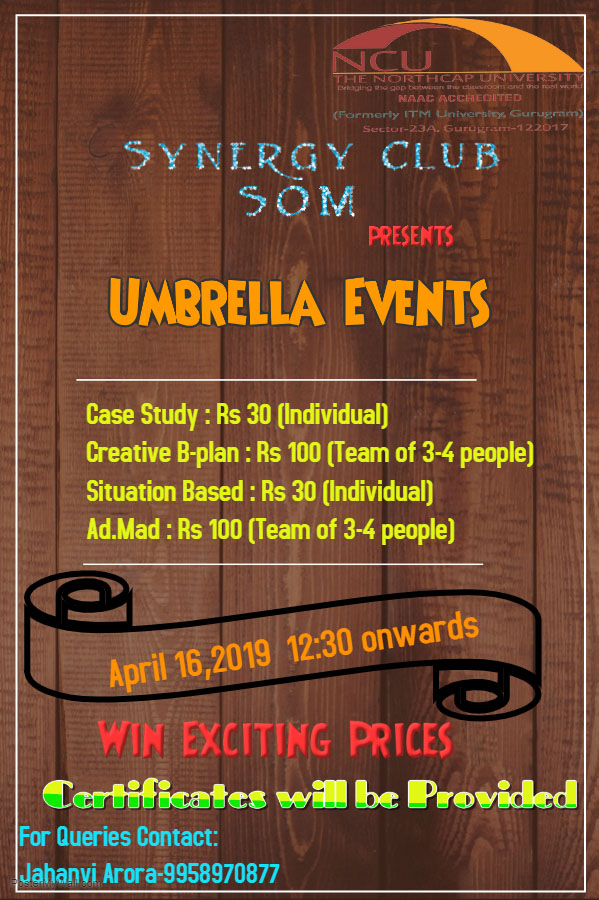 NCU
THE NORTHCAP UNIVERSITY
Bridging the gap between the classroom and the real world
NAAC ACCREDITED
(Formerly ITM University, Gurugram)
Sector-23A, Gurugram-122017
SYNERGY CLUB
SOM
PRESENTS
UMBRELLA EVENTS
Case Study : Rs 30 (Individual)
Creative B-plan : Rs 100 (Team of 3-4 people)
Situation Based : Rs 30 (Individual)
Ad.Mad : Rs 100 (Team of 3-4 people)
April 16,2019 12:30 onwards
WIN EXCITING PRICES
Certificates will be Provided
For Queries Contact:
Jahanvi Arora-9958970877
PosterMyWall.com